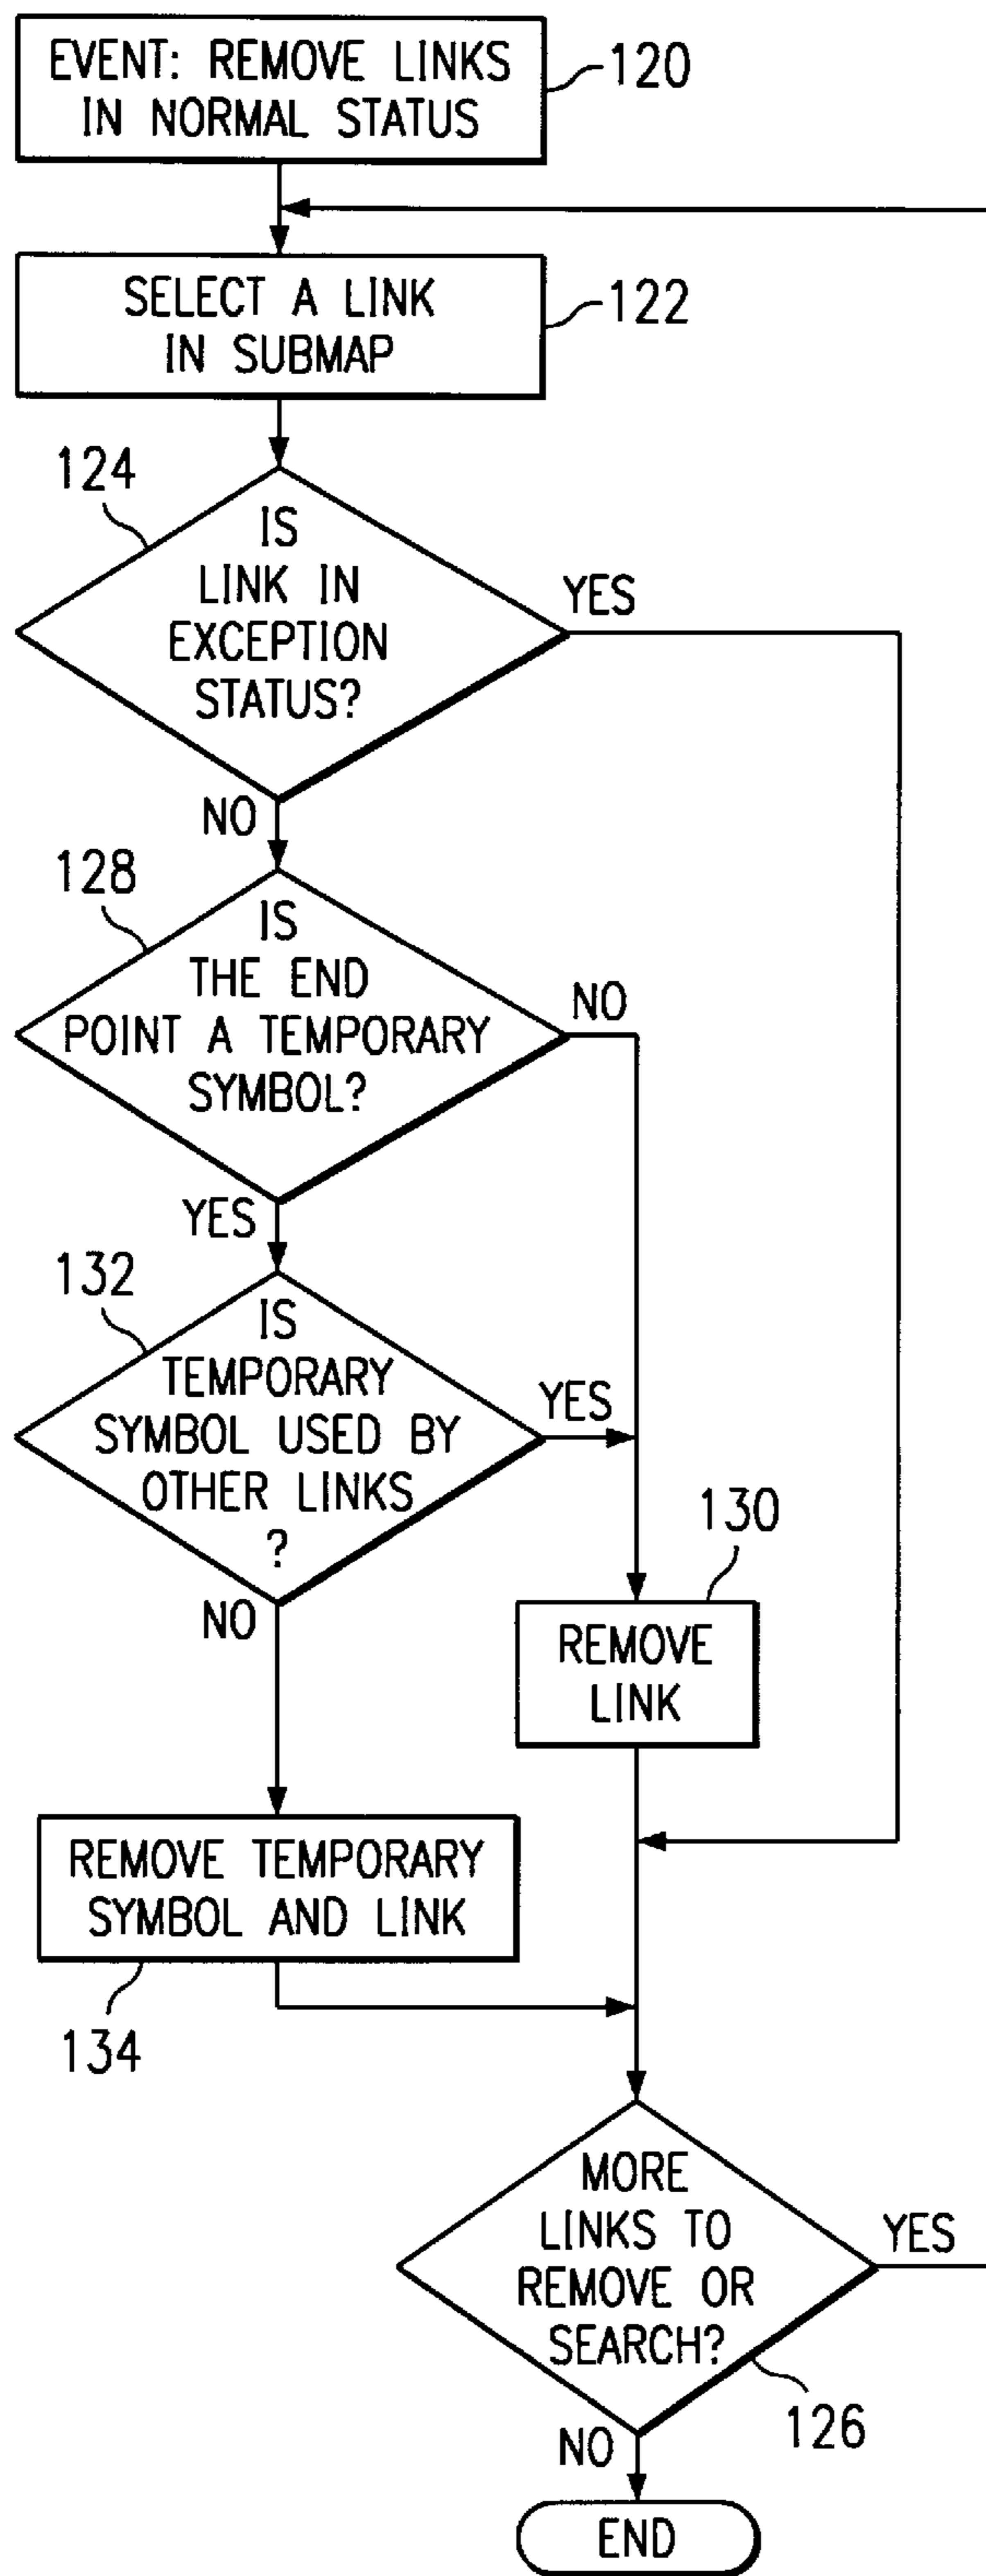 EVENT: REMOVE LINKS
IN NORMAL STATUS
120
SELECT A LINK
IN SUBMAP
122
124
IS
LINK IN
EXCEPTION
STATUS?
YES
NO
128
IS
THE END
POINT A TEMPORARY
SYMBOL?
NO
YES
132
IS
TEMPORARY
SYMBOL USED BY
OTHER LINKS
?
YES
NO
130
REMOVE
LINK
REMOVE TEMPORARY
SYMBOL AND LINK
134
MORE
LINKS TO
REMOVE OR
SEARCH?
YES
126
NO
END